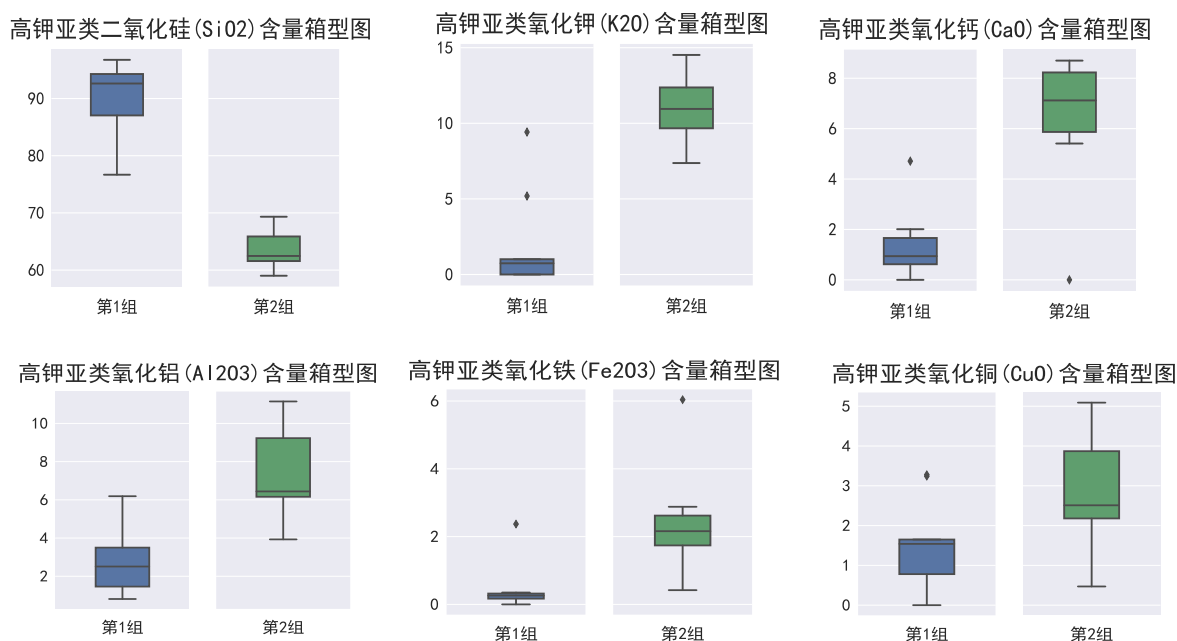 高钾亚类二氧化硅(SiO2)含量箱型图
90
80
70
60
第1组
第2组
高钾亚类氧化钾(K2O)含量箱型图
15
10
5
0
第1组
第2组
高钾亚类氧化钙(CaO)含量箱型图
8
6
4
2
0
第1组
第2组
高钾亚类氧化铝(Al2O3)含量箱型图
10
8
6
4
2
第1组
第2组
高钾亚类氧化铁(Fe2O3)含量箱型图
6
4
2
0
第1组
第2组
高钾亚类氧化铜(CuO)含量箱型图
5
4
3
2
1
0
第1组
第2组